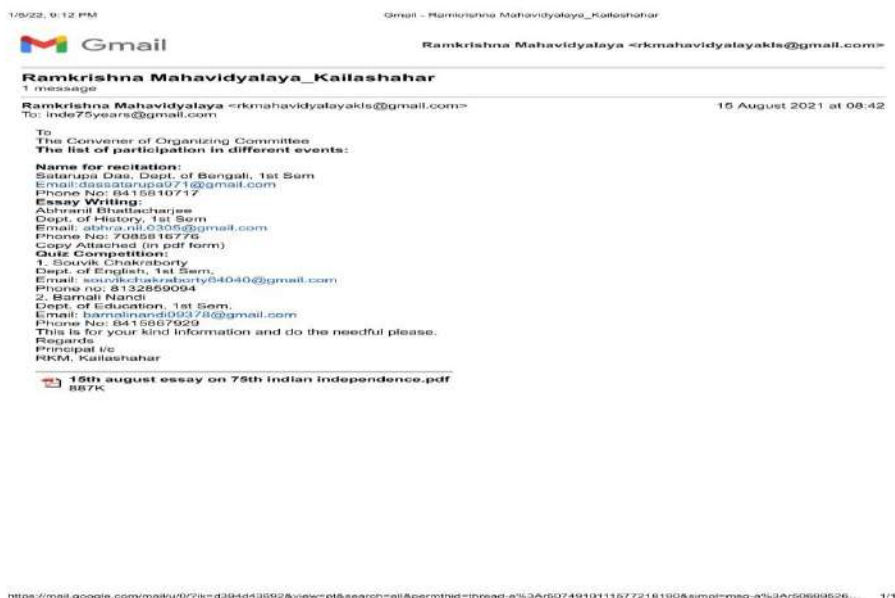 1/8/22, 9:12 PM Gmail - Ramkrishna Mahavidyalaya_Kailashahar
Gmail Ramkrishna Mahavidyalaya <rkmahavidyalayakls@gmail.com>
Ramkrishna Mahavidyalaya_Kailashahar
1 message
Ramkrishna Mahavidyalaya <rkmahavidyalayakls@gmail.com> 15 August 2021 at 08:42
To: inde75years@gmail.com
To
The Convener of Organizing Committee
The list of participation in different events:
Name for recitation:
Satarupa Das, Dept. of Bengali, 1st Sem
Email:dassatarupa971@gmail.com
Phone No: 8415810717
Essay Writing:
Abhranil Bhattacharjee
Dept. of History, 1st Sem
Email: abhra.nil.0305@gmail.com
Phone No: 7085816776
Copy Attached (in pdf form)
Quiz Competition:
1. Souvik Chakraborty
Dept. of English, 1st Sem,
Email: souvikchakraborty64040@gmail.com
Phone no: 8132859094
2. Barnali Nandi
Dept. of Education, 1st Sem,
Email: barnalinandi09378@gmail.com
Phone No: 8415867929
This is for your kind information and do the needful please.
Regards
Principal i/c
RKM, Kailashahar
15th august essay on 75th indian independence.pdf
887K
1/1